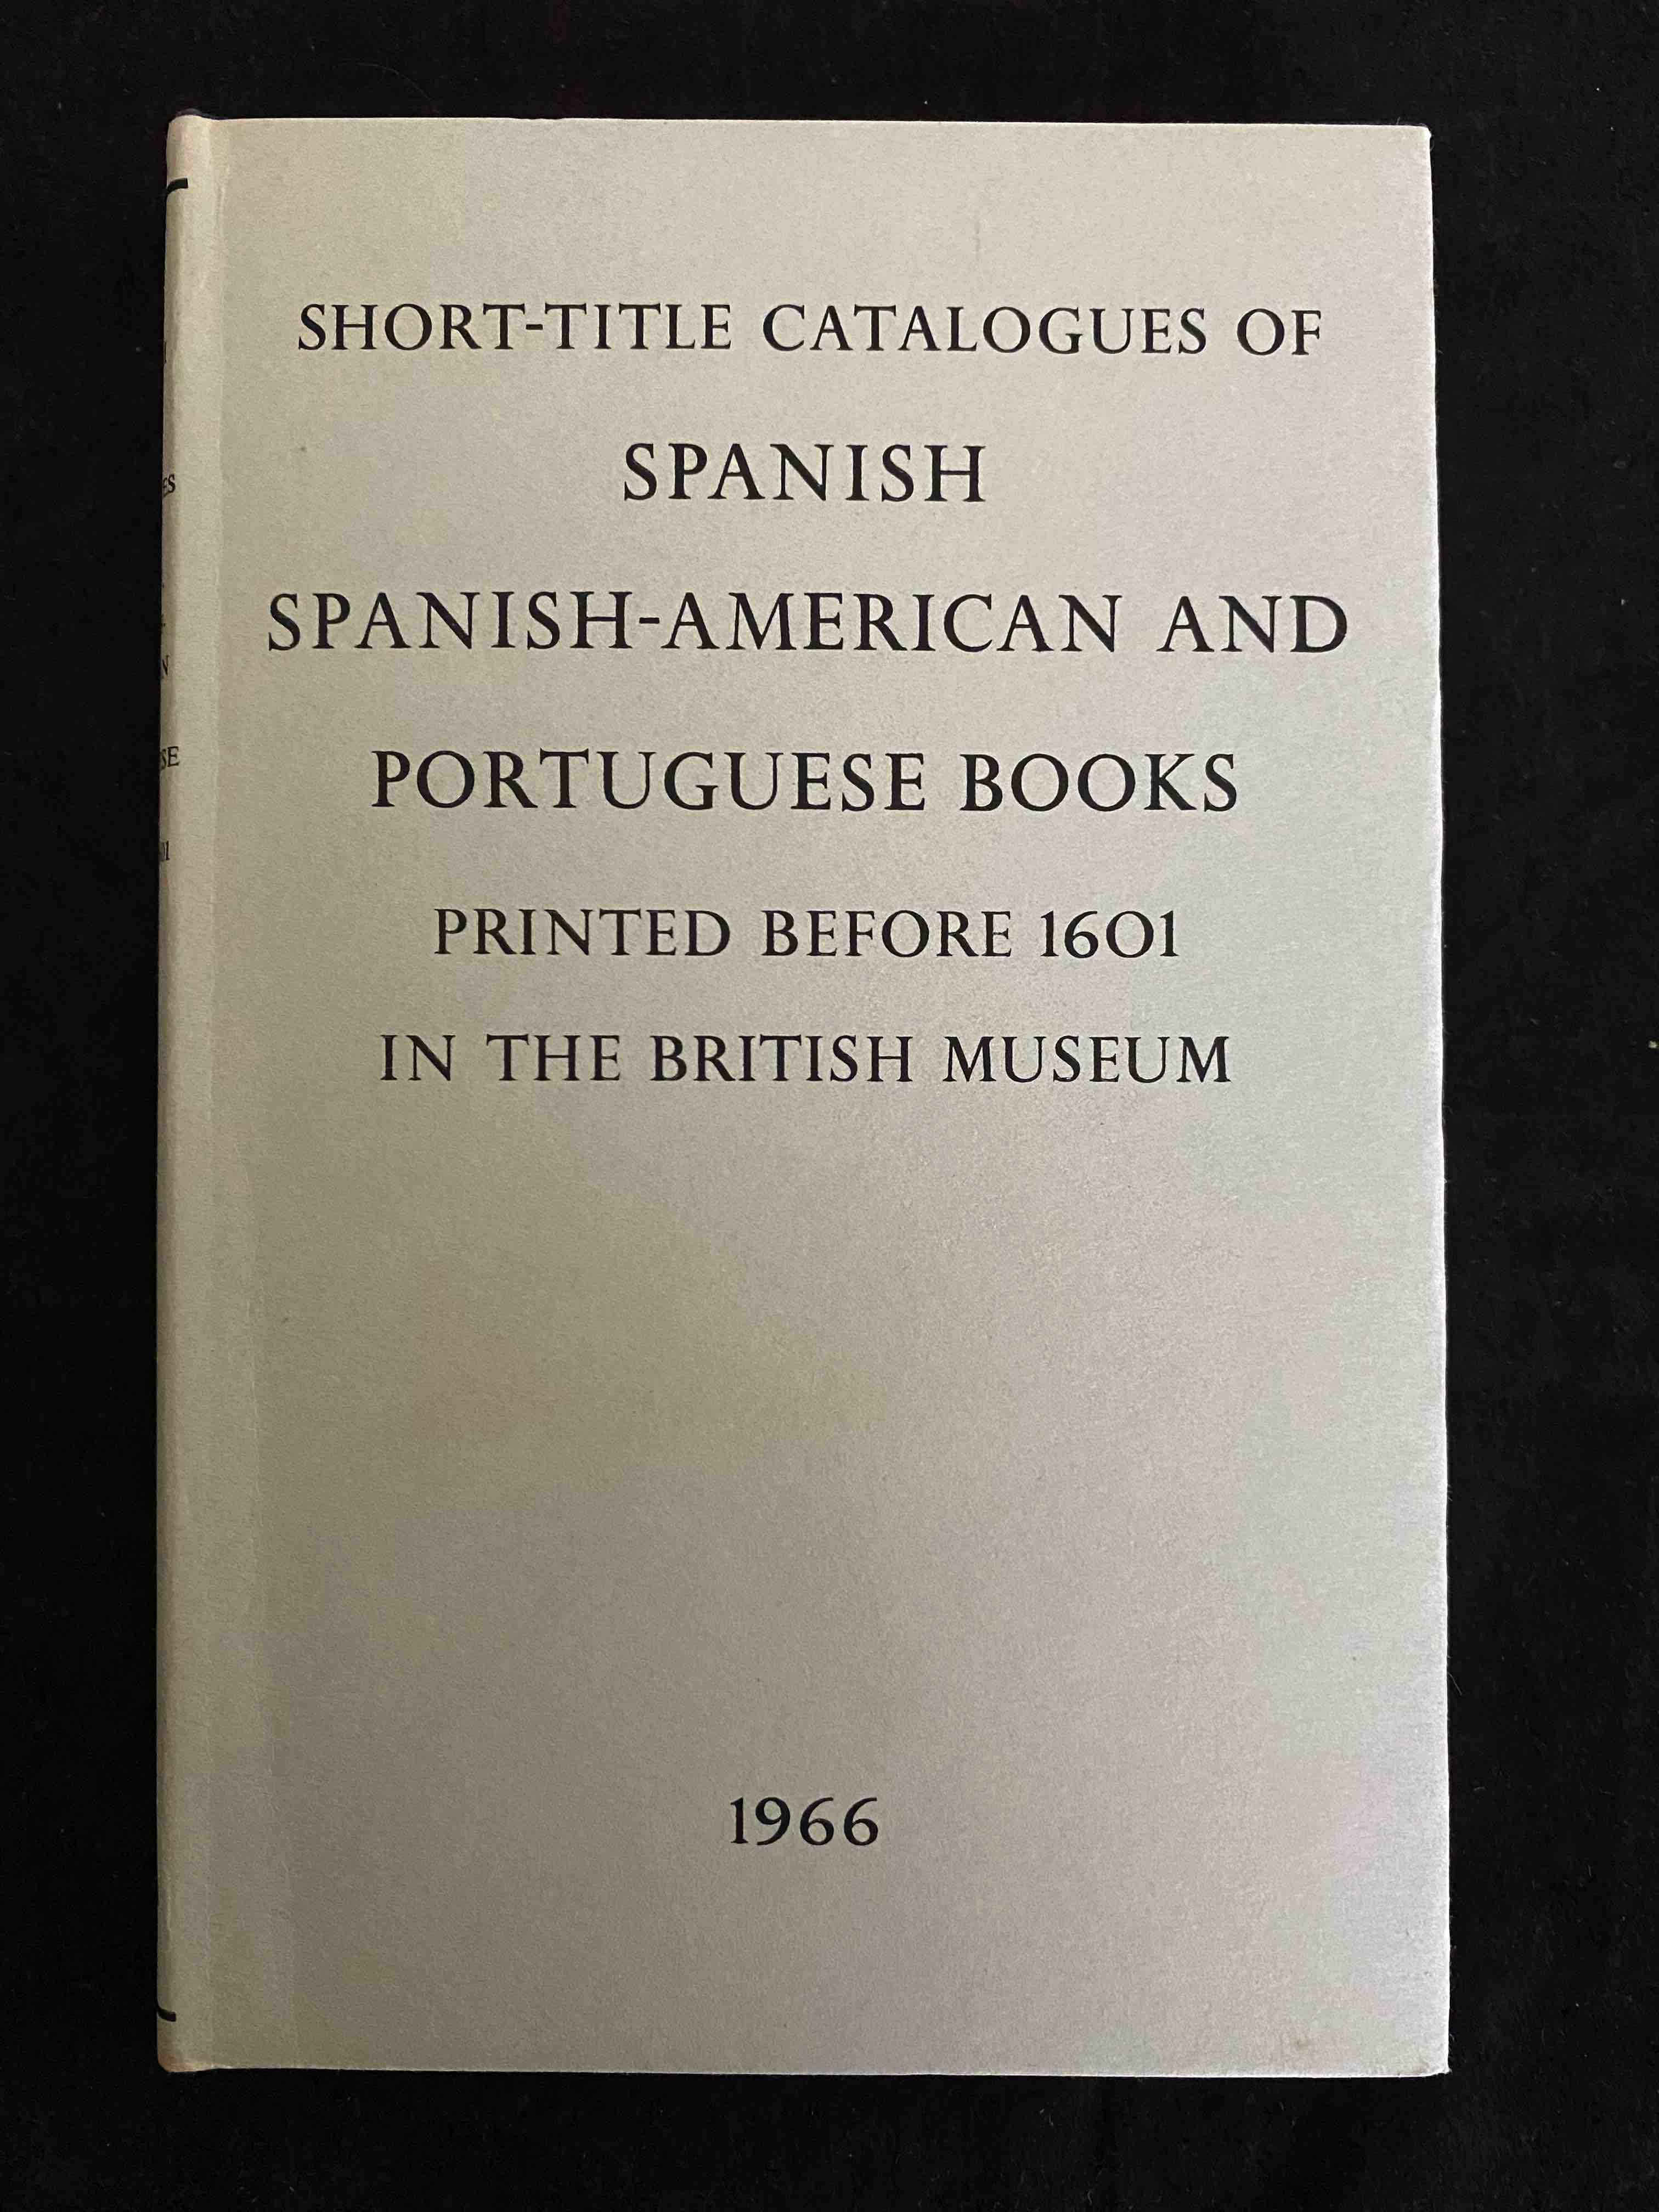 SHORT-TITLE CATALOGUES OF
SPANISH
SPANISH-AMERICAN AND
PORTUGUESE BOOKS
PRINTED BEFORE 1601
IN THE BRITISH MUSEUM
1966